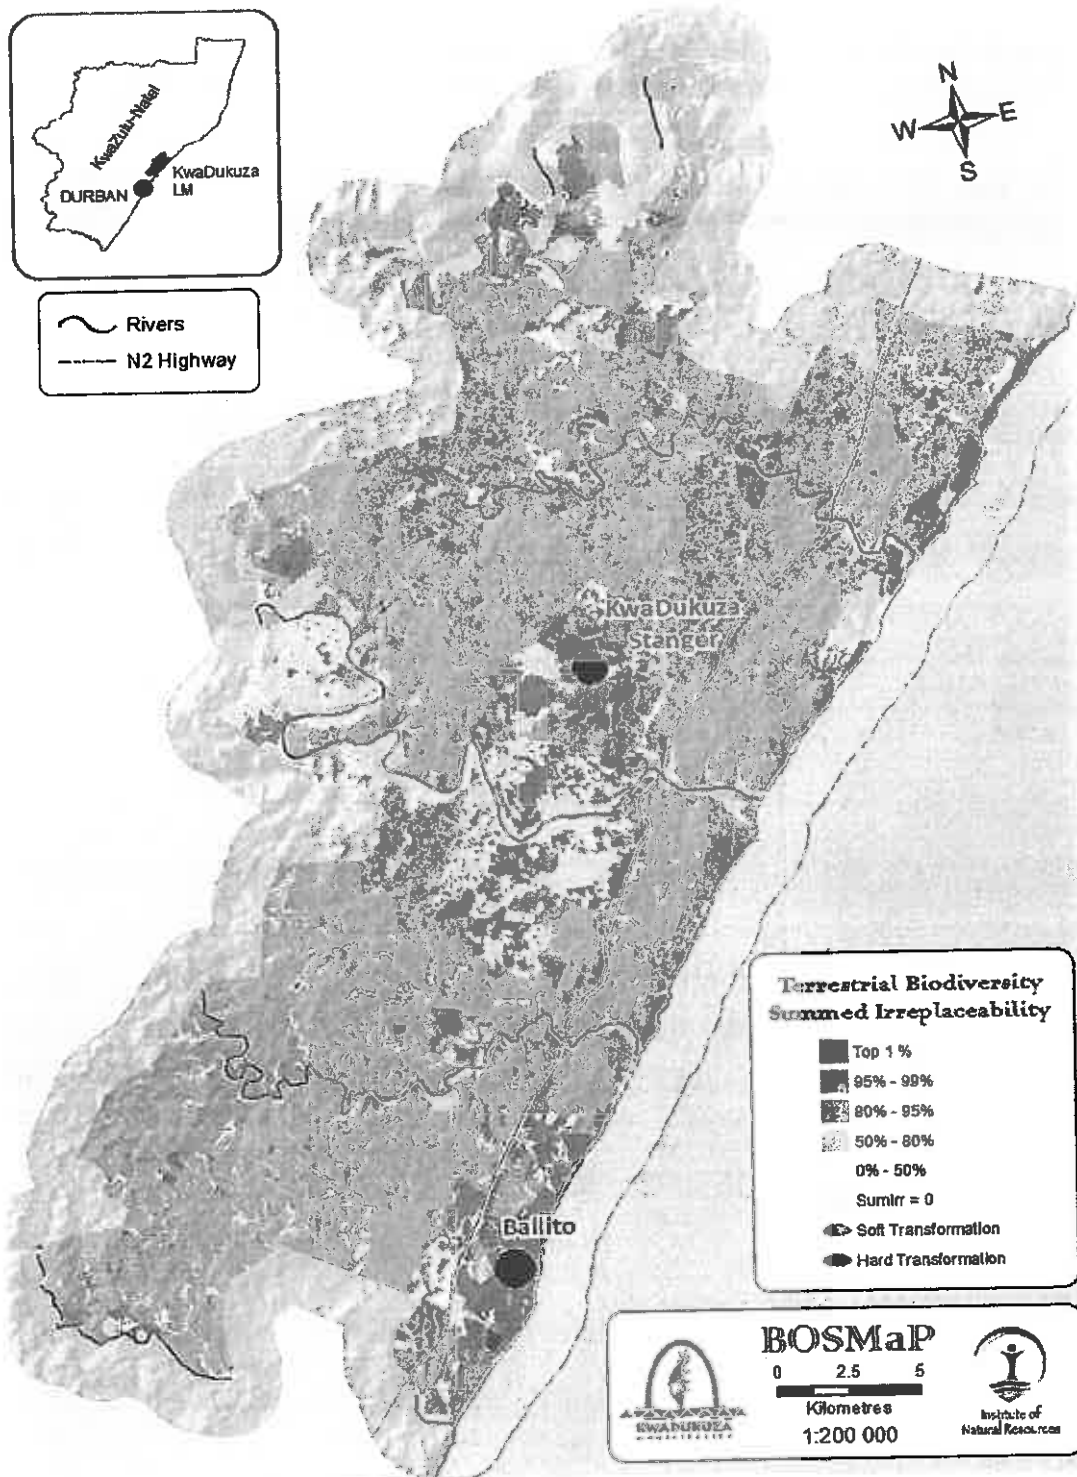 KwaZulu-Natal
DURBAN
KwaDukuza
LM
N
W
E
S
Rivers
N2 Highway
KwaDukuza
Stanger
Ballito
Terrestrial Biodiversity
Summed Irreplaceability
Top 1 %
95% - 99%
80% - 95%
50% - 80%
0% - 50%
SumIrr = 0
Soft Transformation
Hard Transformation
BOSMaP
0 2.5 5
Kilometres
1:200 000
KWADUKUZA
MUNICIPALITY
Institute of
Natural Resources